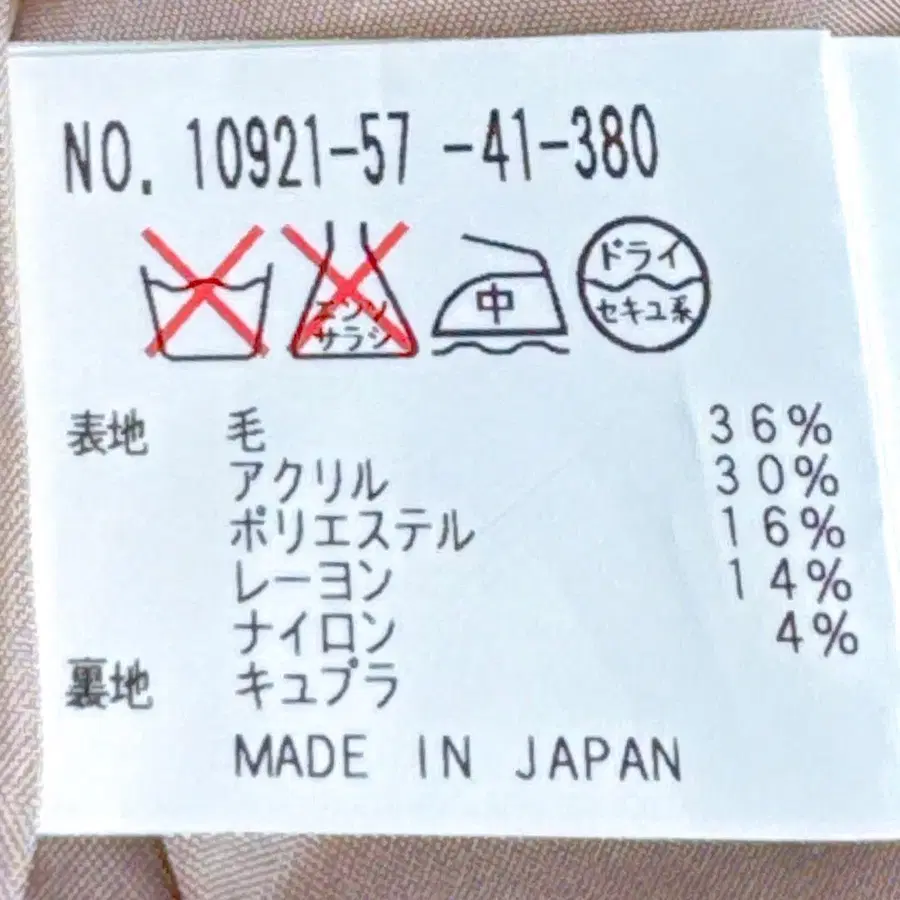 NO. 10921-57 -41-380
エンソ
サラシ
中
ドライ
セキユ系
表地 毛 36%
アクリル 30%
ポリエステル 16%
レーヨン 14%
ナイロン 4%
裏地 キュプラ
MADE IN JAPAN